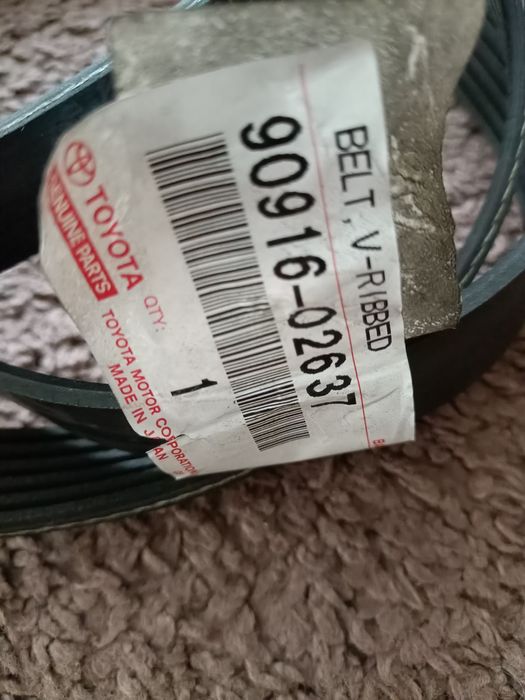 BELT, V-RIBBED
90916-02637
TOYOTA
GENUINE PARTS
QTY:
1
TOYOTA MOTOR CORPORATION
MADE IN JAPAN